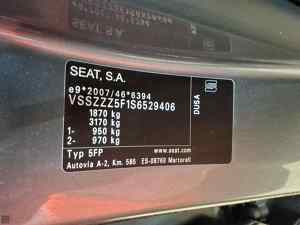 SEAT, S.A.
e9*2007/46*6394
VSSZZZ5F1S6529406
1870 kg
3170 kg
1- 950 kg
2- 970 kg
DUSA
Typ 5FP
www.seat.com
Autovía A-2, Km. 585 ES-08760 Martorell